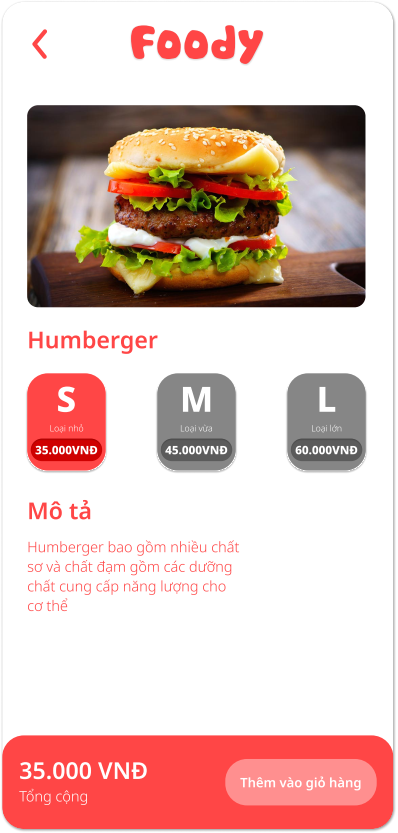 Foody
Humberger
S
Loại nhỏ
35.000VNĐ
M
Loại vừa
45.000VNĐ
L
Loại lớn
60.000VNĐ
Mô tả
Humberger bao gồm nhiều chất
sơ và chất đạm gồm các dưỡng
chất cung cấp năng lượng cho
cơ thể
35.000 VNĐ
Tổng cộng
Thêm vào giỏ hàng